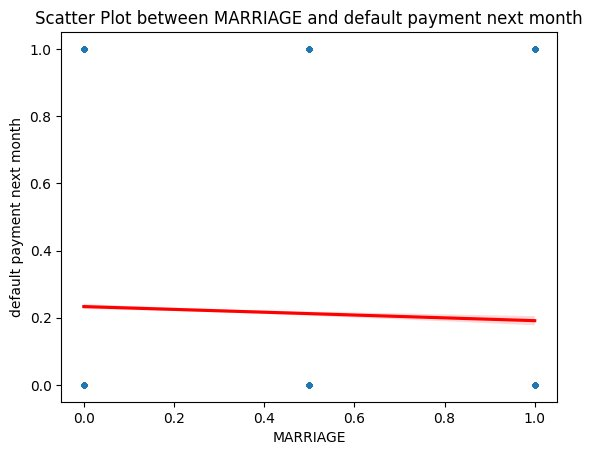 Scatter Plot between MARRIAGE and default payment next month
1.0
0.8
0.6
0.4
0.2
0.0
default payment next month
0.0 0.2 0.4 0.6 0.8 1.0
MARRIAGE